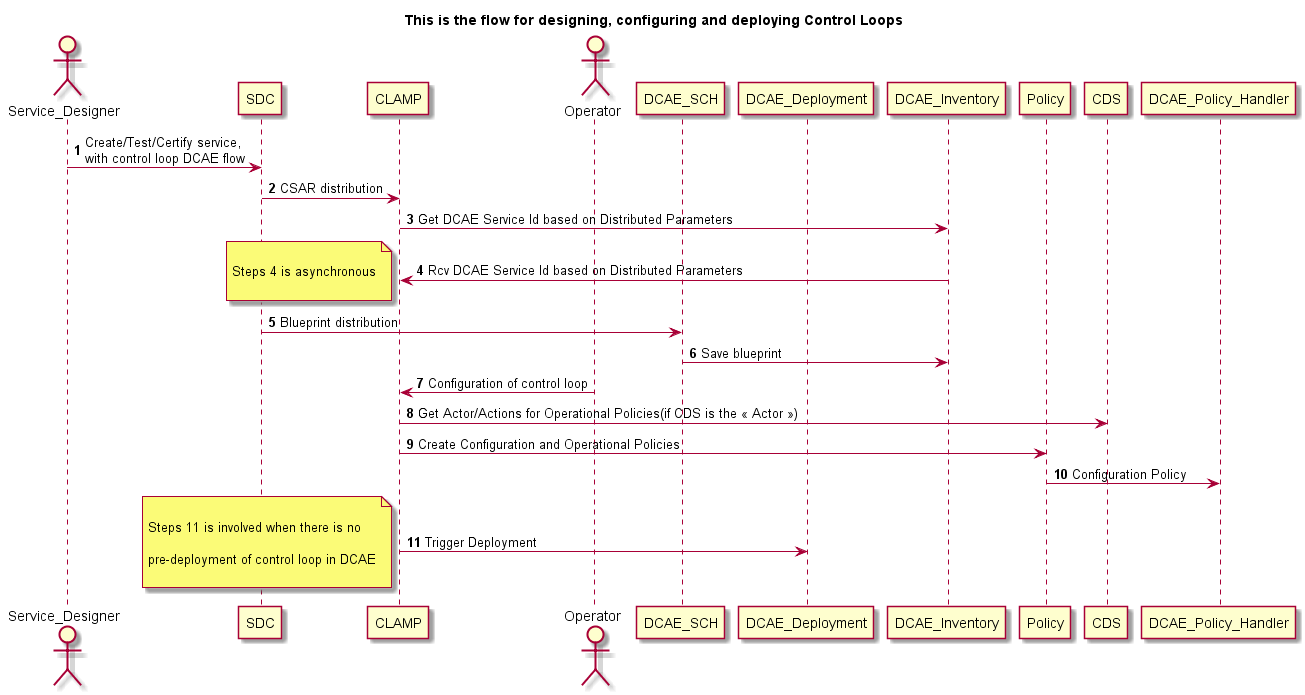 This is the flow for designing, configuring and deploying Control Loops
Service_Designer
SDC
CLAMP
Operator
DCAE_SCH
DCAE_Deployment
DCAE_Inventory
Policy
CDS
DCAE_Policy_Handler
1 Create/Test/Certify service,
with control loop DCAE flow
2 CSAR distribution
3 Get DCAE Service Id based on Distributed Parameters
Steps 4 is asynchronous
4 Rcv DCAE Service Id based on Distributed Parameters
5 Blueprint distribution
6 Save blueprint
7 Configuration of control loop
8 Get Actor/Actions for Operational Policies(if CDS is the « Actor »)
9 Create Configuration and Operational Policies
10 Configuration Policy
Steps 11 is involved when there is no
pre-deployment of control loop in DCAE
11 Trigger Deployment
Service_Designer
SDC
CLAMP
Operator
DCAE_SCH
DCAE_Deployment
DCAE_Inventory
Policy
CDS
DCAE_Policy_Handler